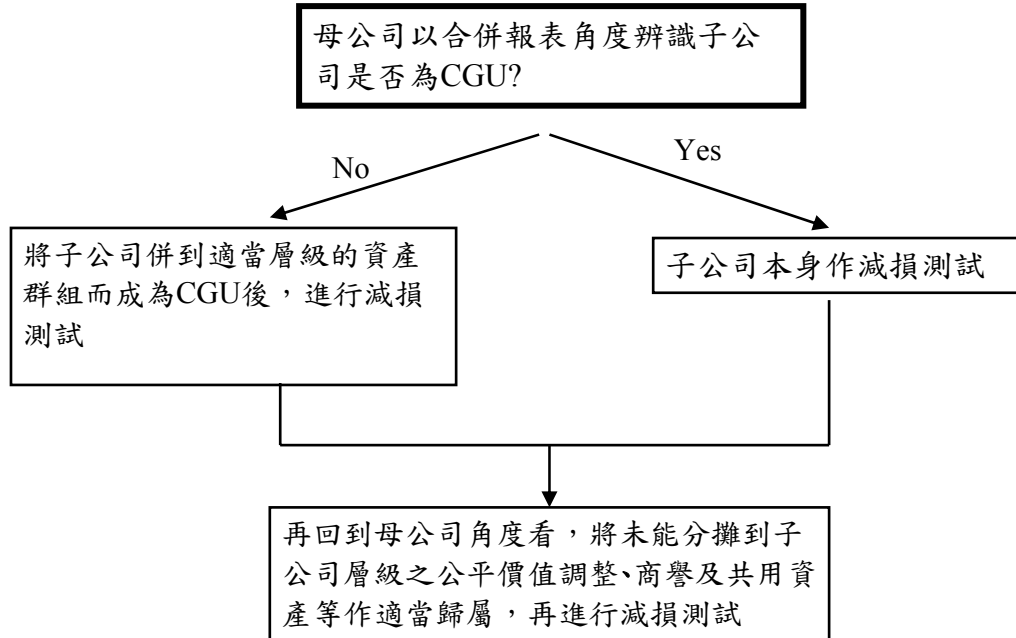 母公司以合併報表角度辨識子公
司是否為CGU?
No
Yes
將子公司併到適當層級的資產
群組而成為CGU後，進行減損
測試
子公司本身作減損測試
再回到母公司角度看，將未能分攤到子
公司層級之公平價值調整、商譽及共用資
產等作適當歸屬，再進行減損測試